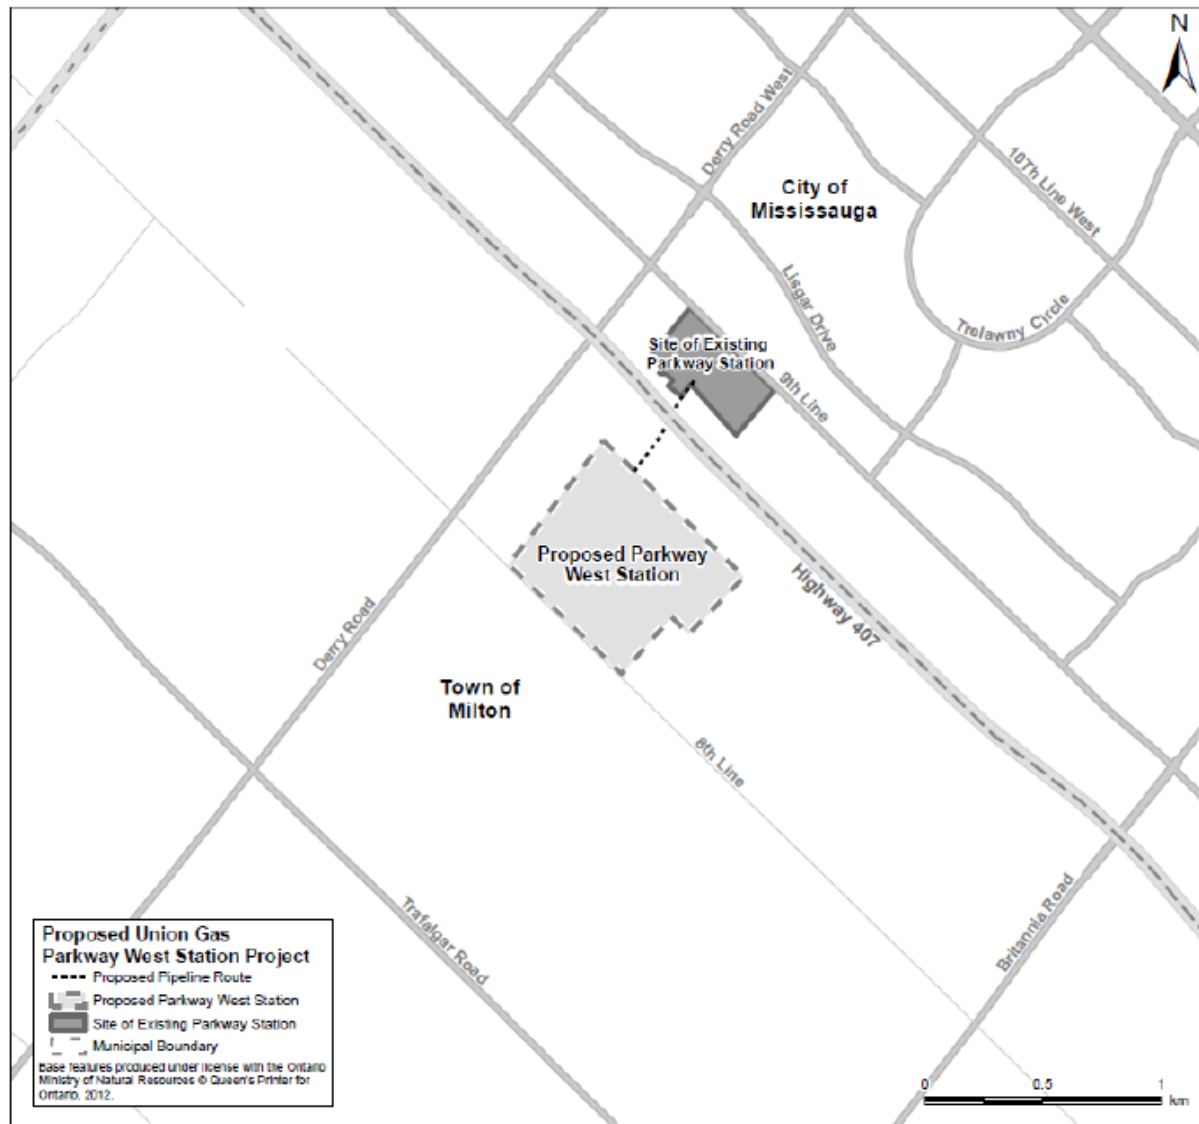 N
Derry Road West
City of
Mississauga
107Th Line West
Lisgar Drive
Trelawny Circle
Site of Existing
Parkway Station
9th Line
Proposed Parkway
West Station
Highway 407
Derry Road
Town of
Milton
8th Line
Trafalgar Road
Britannia Road
Proposed Union Gas
Parkway West Station Project
Proposed Pipeline Route
Proposed Parkway West Station
Site of Existing Parkway Station
Municipal Boundary
Base features produced under license with the Ontario
Ministry of Natural Resources © Queen's Printer for
Ontario, 2012.
0 0.5 1
km